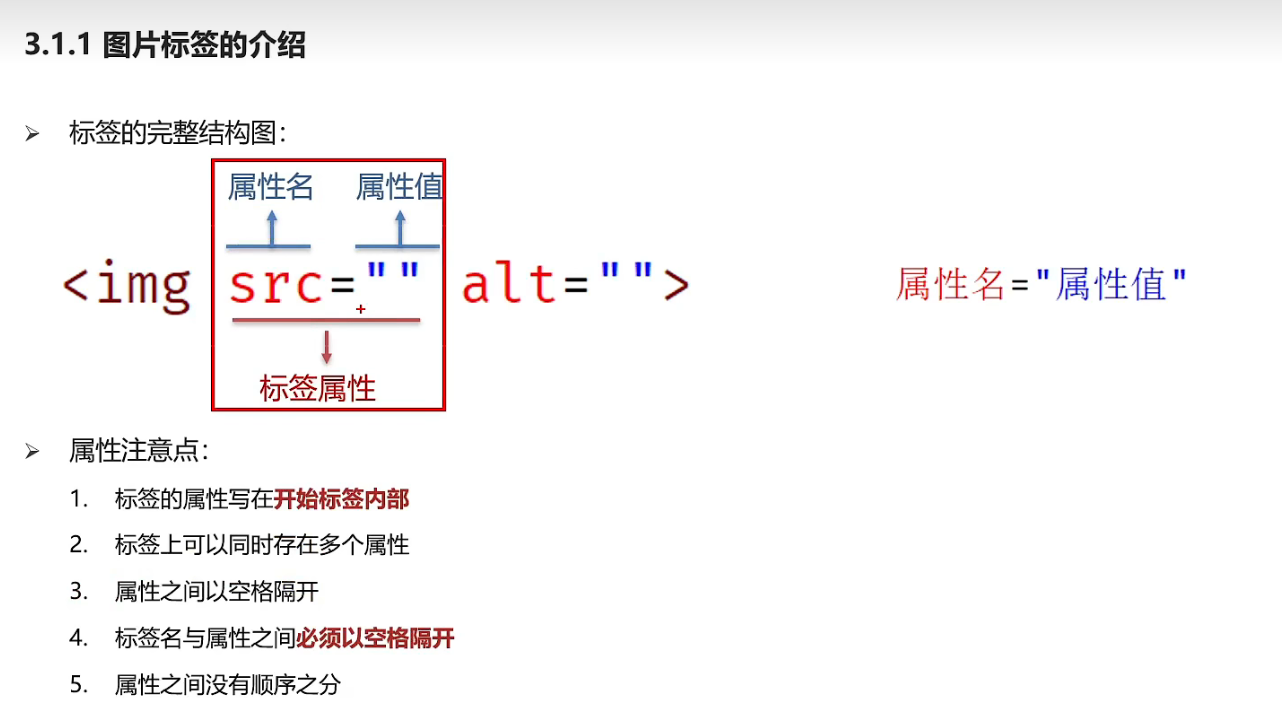 3.1.1 图片标签的介绍
➢ 标签的完整结构图：
属性名 属性值
<img src="" alt="">
属性名="属性值"
标签属性
➢ 属性注意点：
1. 标签的属性写在开始标签内部
2. 标签上可以同时存在多个属性
3. 属性之间以空格隔开
4. 标签名与属性之间必须以空格隔开
5. 属性之间没有顺序之分